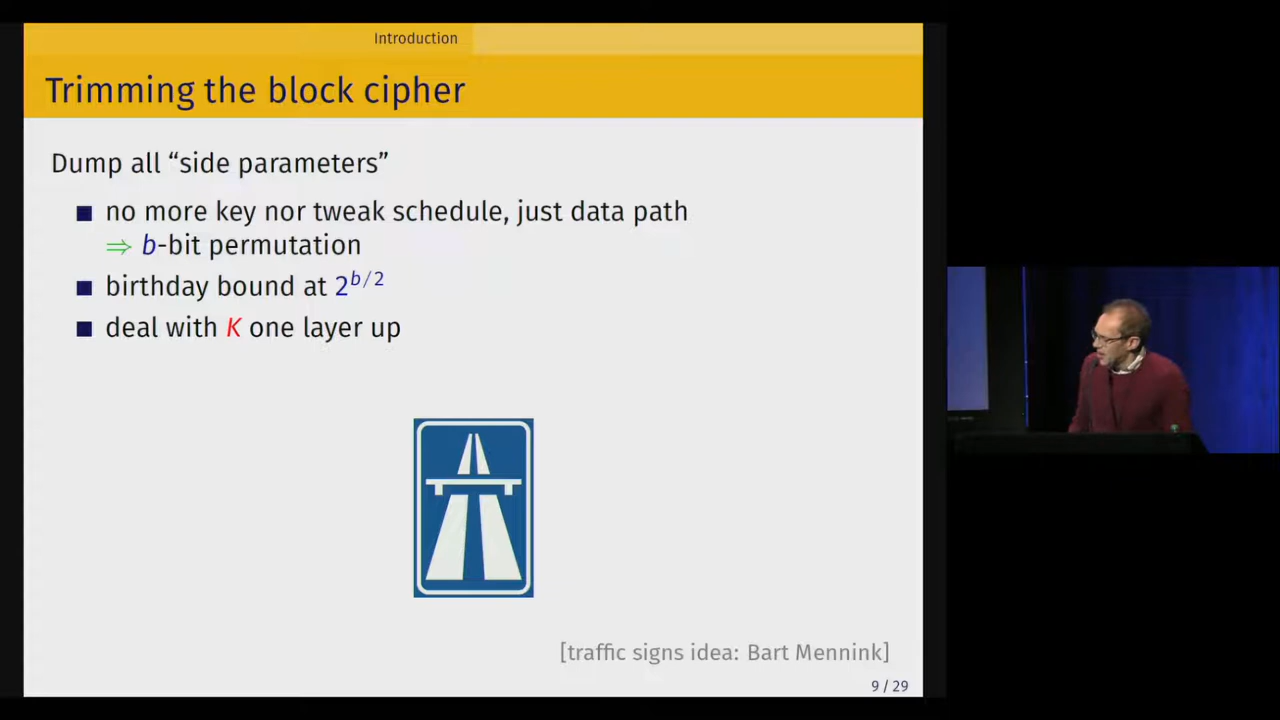 Introduction
Trimming the block cipher
Dump all “side parameters”
no more key nor tweak schedule, just data path
⇒ b-bit permutation
birthday bound at 2^{b/2}
deal with K one layer up
[traffic signs idea: Bart Mennink]
9 / 29